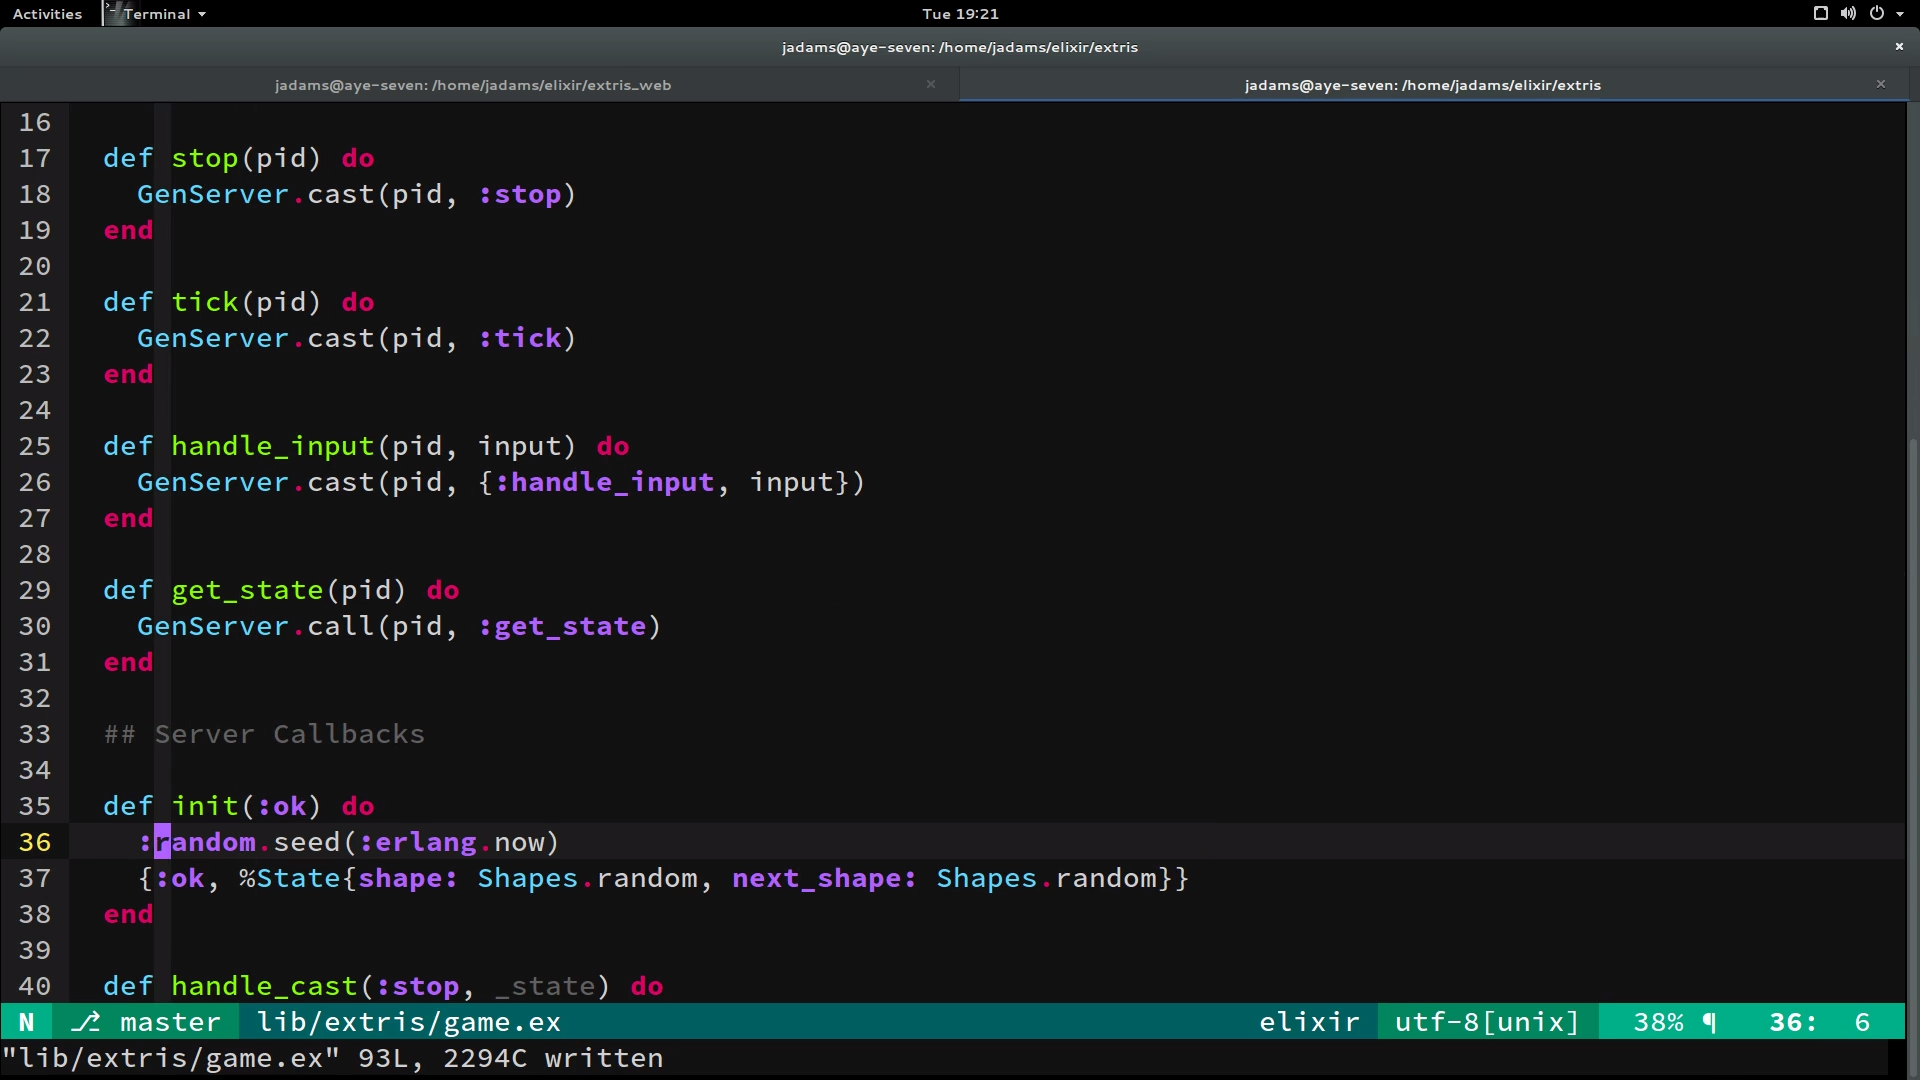 Activities Terminal Tue 19:21
jadams@aye-seven: /home/jadams/elixir/extris ×
jadams@aye-seven: /home/jadams/elixir/extris_web × jadams@aye-seven: /home/jadams/elixir/extris ×
16
17 def stop(pid) do
18 GenServer.cast(pid, :stop)
19 end
20
21 def tick(pid) do
22 GenServer.cast(pid, :tick)
23 end
24
25 def handle_input(pid, input) do
26 GenServer.cast(pid, {:handle_input, input})
27 end
28
29 def get_state(pid) do
30 GenServer.call(pid, :get_state)
31 end
32
33 ## Server Callbacks
34
35 def init(:ok) do
36 :random.seed(:erlang.now)
37 {:ok, %State{shape: Shapes.random, next_shape: Shapes.random}}
38 end
39
40 def handle_cast(:stop, _state) do
N ⎇ master lib/extris/game.ex elixir utf-8[unix] 38% ¶ 36: 6
"lib/extris/game.ex" 93L, 2294C written